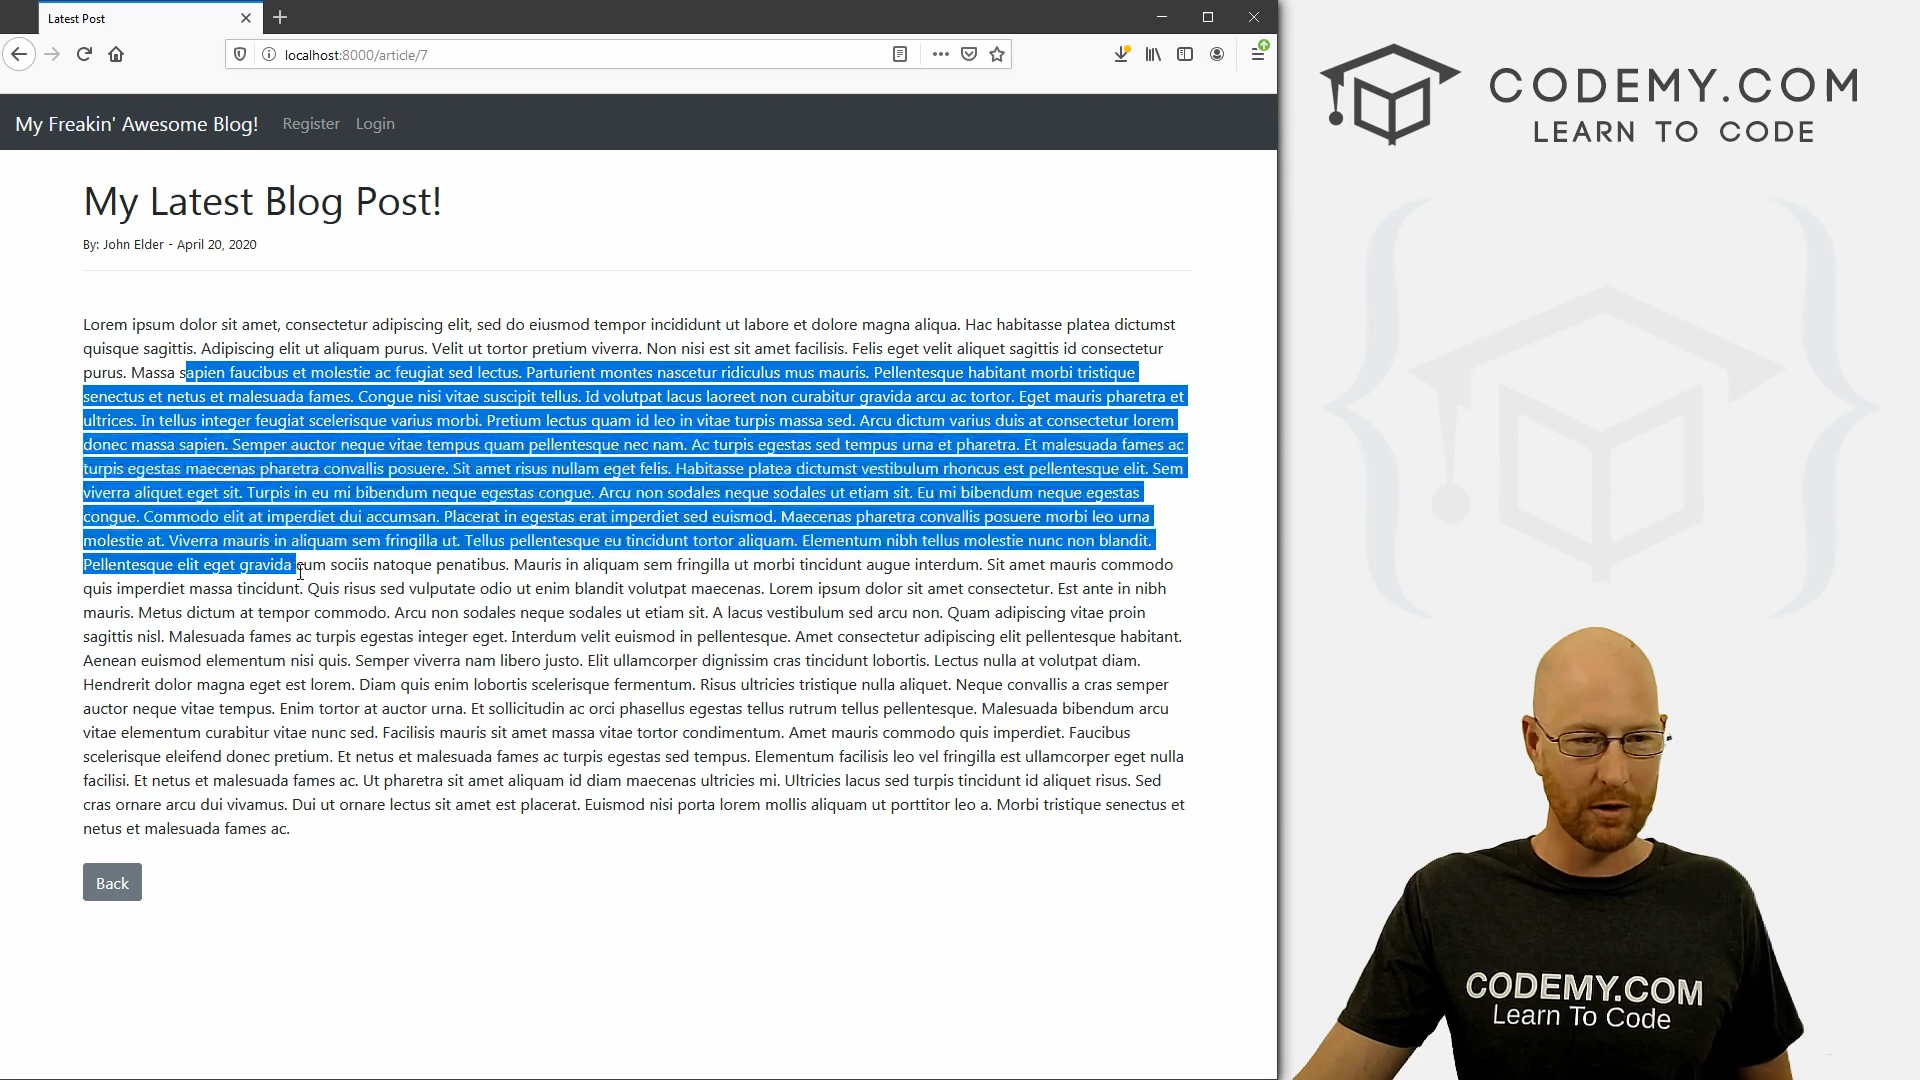 Latest Post
localhost:8000/article/7
CODEMY.COM
LEARN TO CODE
My Freakin' Awesome Blog! Register Login
My Latest Blog Post!
By: John Elder - April 20, 2020
Lorem ipsum dolor sit amet, consectetur adipiscing elit, sed do eiusmod tempor incididunt ut labore et dolore magna aliqua. Hac habitasse platea dictumst
quisque sagittis. Adipiscing elit ut aliquam purus. Velit ut tortor pretium viverra. Non nisi est sit amet facilisis. Felis eget velit aliquet sagittis id consectetur
purus. Massa sapien faucibus et molestie ac feugiat sed lectus. Parturient montes nascetur ridiculus mus mauris. Pellentesque habitant morbi tristique
senectus et netus et malesuada fames. Congue nisi vitae suscipit tellus. Id volutpat lacus laoreet non curabitur gravida arcu ac tortor. Eget mauris pharetra et
ultrices. In tellus integer feugiat scelerisque varius morbi. Pretium lectus quam id leo in vitae turpis massa sed. Arcu dictum varius duis at consectetur lorem
donec massa sapien. Semper auctor neque vitae tempus quam pellentesque nec nam. Ac turpis egestas sed tempus urna et pharetra. Et malesuada fames ac
turpis egestas maecenas pharetra convallis posuere. Sit amet risus nullam eget felis. Habitasse platea dictumst vestibulum rhoncus est pellentesque elit. Sem
viverra aliquet eget sit. Turpis in eu mi bibendum neque egestas congue. Arcu non sodales neque sodales ut etiam sit. Eu mi bibendum neque egestas
congue. Commodo elit at imperdiet dui accumsan. Placerat in egestas erat imperdiet sed euismod. Maecenas pharetra convallis posuere morbi leo urna
molestie at. Viverra mauris in aliquam sem fringilla ut. Tellus pellentesque eu tincidunt tortor aliquam. Elementum nibh tellus molestie nunc non blandit.
Pellentesque elit eget gravida cum sociis natoque penatibus. Mauris in aliquam sem fringilla ut morbi tincidunt augue interdum. Sit amet mauris commodo
quis imperdiet massa tincidunt. Quis risus sed vulputate odio ut enim blandit volutpat maecenas. Lorem ipsum dolor sit amet consectetur. Est ante in nibh
mauris. Metus dictum at tempor commodo. Arcu non sodales neque sodales ut etiam sit. A lacus vestibulum sed arcu non. Quam adipiscing vitae proin
sagittis nisl. Malesuada fames ac turpis egestas integer eget. Interdum velit euismod in pellentesque. Amet consectetur adipiscing elit pellentesque habitant.
Aenean euismod elementum nisi quis. Semper viverra nam libero justo. Elit ullamcorper dignissim cras tincidunt lobortis. Lectus nulla at volutpat diam.
Hendrerit dolor magna eget est lorem. Diam quis enim lobortis scelerisque fermentum. Risus ultricies tristique nulla aliquet. Neque convallis a cras semper
auctor neque vitae tempus. Enim tortor at auctor urna. Et sollicitudin ac orci phasellus egestas tellus rutrum tellus pellentesque. Malesuada bibendum arcu
vitae elementum curabitur vitae nunc sed. Facilisis mauris sit amet massa vitae tortor condimentum. Amet mauris commodo quis imperdiet. Faucibus
scelerisque eleifend donec pretium. Et netus et malesuada fames ac turpis egestas sed tempus. Elementum facilisis leo vel fringilla est ullamcorper eget nulla
facilisi. Et netus et malesuada fames ac. Ut pharetra sit amet aliquam id diam maecenas ultricies mi. Ultricies lacus sed turpis tincidunt id aliquet risus. Sed
cras ornare arcu dui vivamus. Dui ut ornare lectus sit amet est placerat. Euismod nisi porta lorem mollis aliquam ut porttitor leo a. Morbi tristique senectus et
netus et malesuada fames ac.
Back
CODEMY.COM
Learn To Code